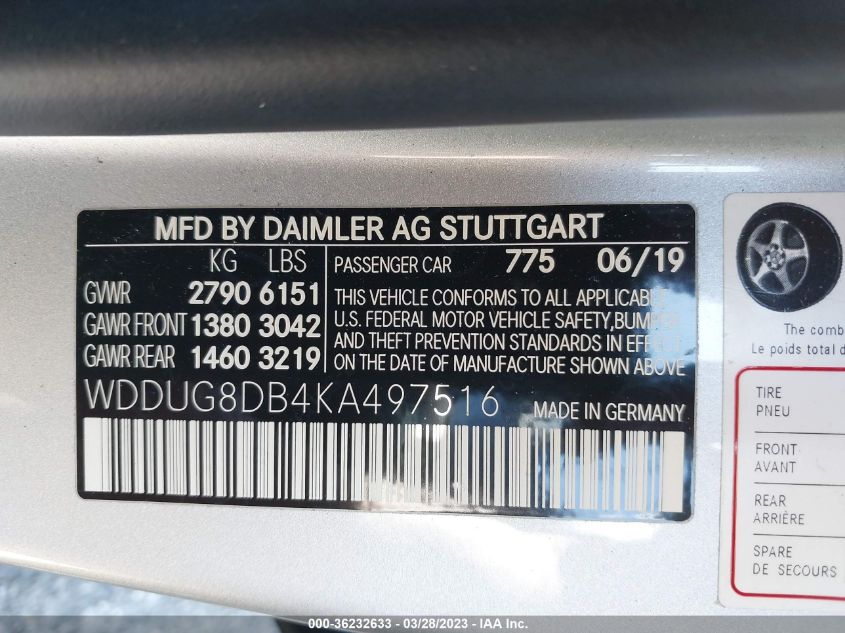 MFD BY DAIMLER AG STUTTGART
KG LBS
GVWR 2790 6151
GAWR FRONT 1380 3042
GAWR REAR 1460 3219
PASSENGER CAR 775 06/19
THIS VEHICLE CONFORMS TO ALL APPLICABLE
U.S. FEDERAL MOTOR VEHICLE SAFETY,BUMPER
AND THEFT PREVENTION STANDARDS IN EFFECT
ON THE DATE OF MANUFACTURE SHOWN ABOVE
WDDUG8DB4KA497516 MADE IN GERMANY
The comb
Le poids total d
TIRE
PNEU
FRONT
AVANT
REAR
ARRIÈRE
SPARE
DE SECOURS
000-36232633 — 03/28/2023 — IAA Inc.